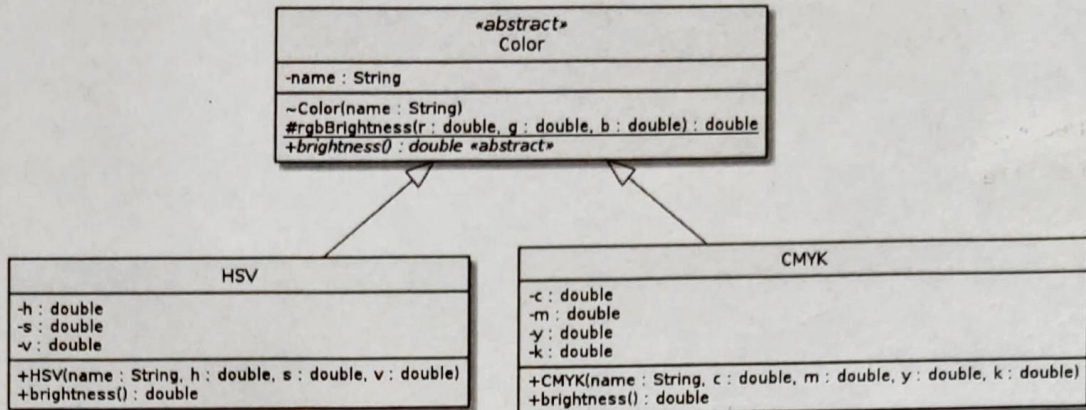 «abstract»
Color
-name : String
~Color(name : String)
#rgbBrightness(r : double, g : double, b : double) : double
+brightness() : double «abstract»
HSV
-h : double
-s : double
-v : double
+HSV(name : String, h : double, s : double, v : double)
+brightness() : double
CMYK
-c : double
-m : double
-y : double
-k : double
+CMYK(name : String, c : double, m : double, y : double, k : double)
+brightness() : double